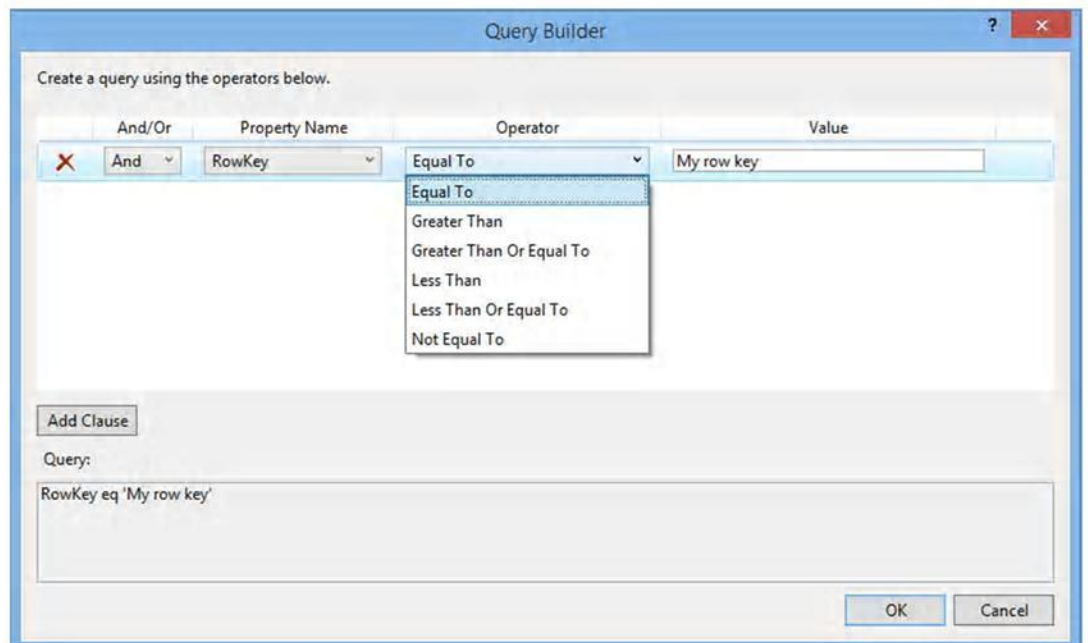 Query Builder
?
Create a query using the operators below.
And/Or Property Name Operator Value
And RowKey Equal To My row key
Equal To
Greater Than
Greater Than Or Equal To
Less Than
Less Than Or Equal To
Not Equal To
Add Clause
Query:
RowKey eq 'My row key'
OK Cancel